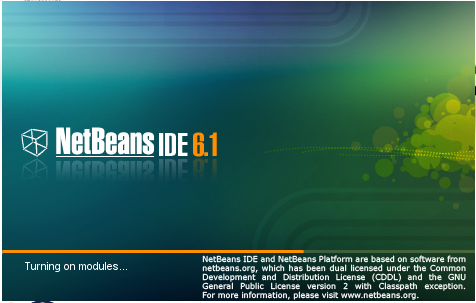 NetBeans IDE 6.1
Turning on modules...
NetBeans IDE and NetBeans Platform are based on software from
netbeans.org, which has been dual licensed under the Common
Development and Distribution License (CDDL) and the GNU
General Public License version 2 with Classpath exception.
For more information, please visit www.netbeans.org.